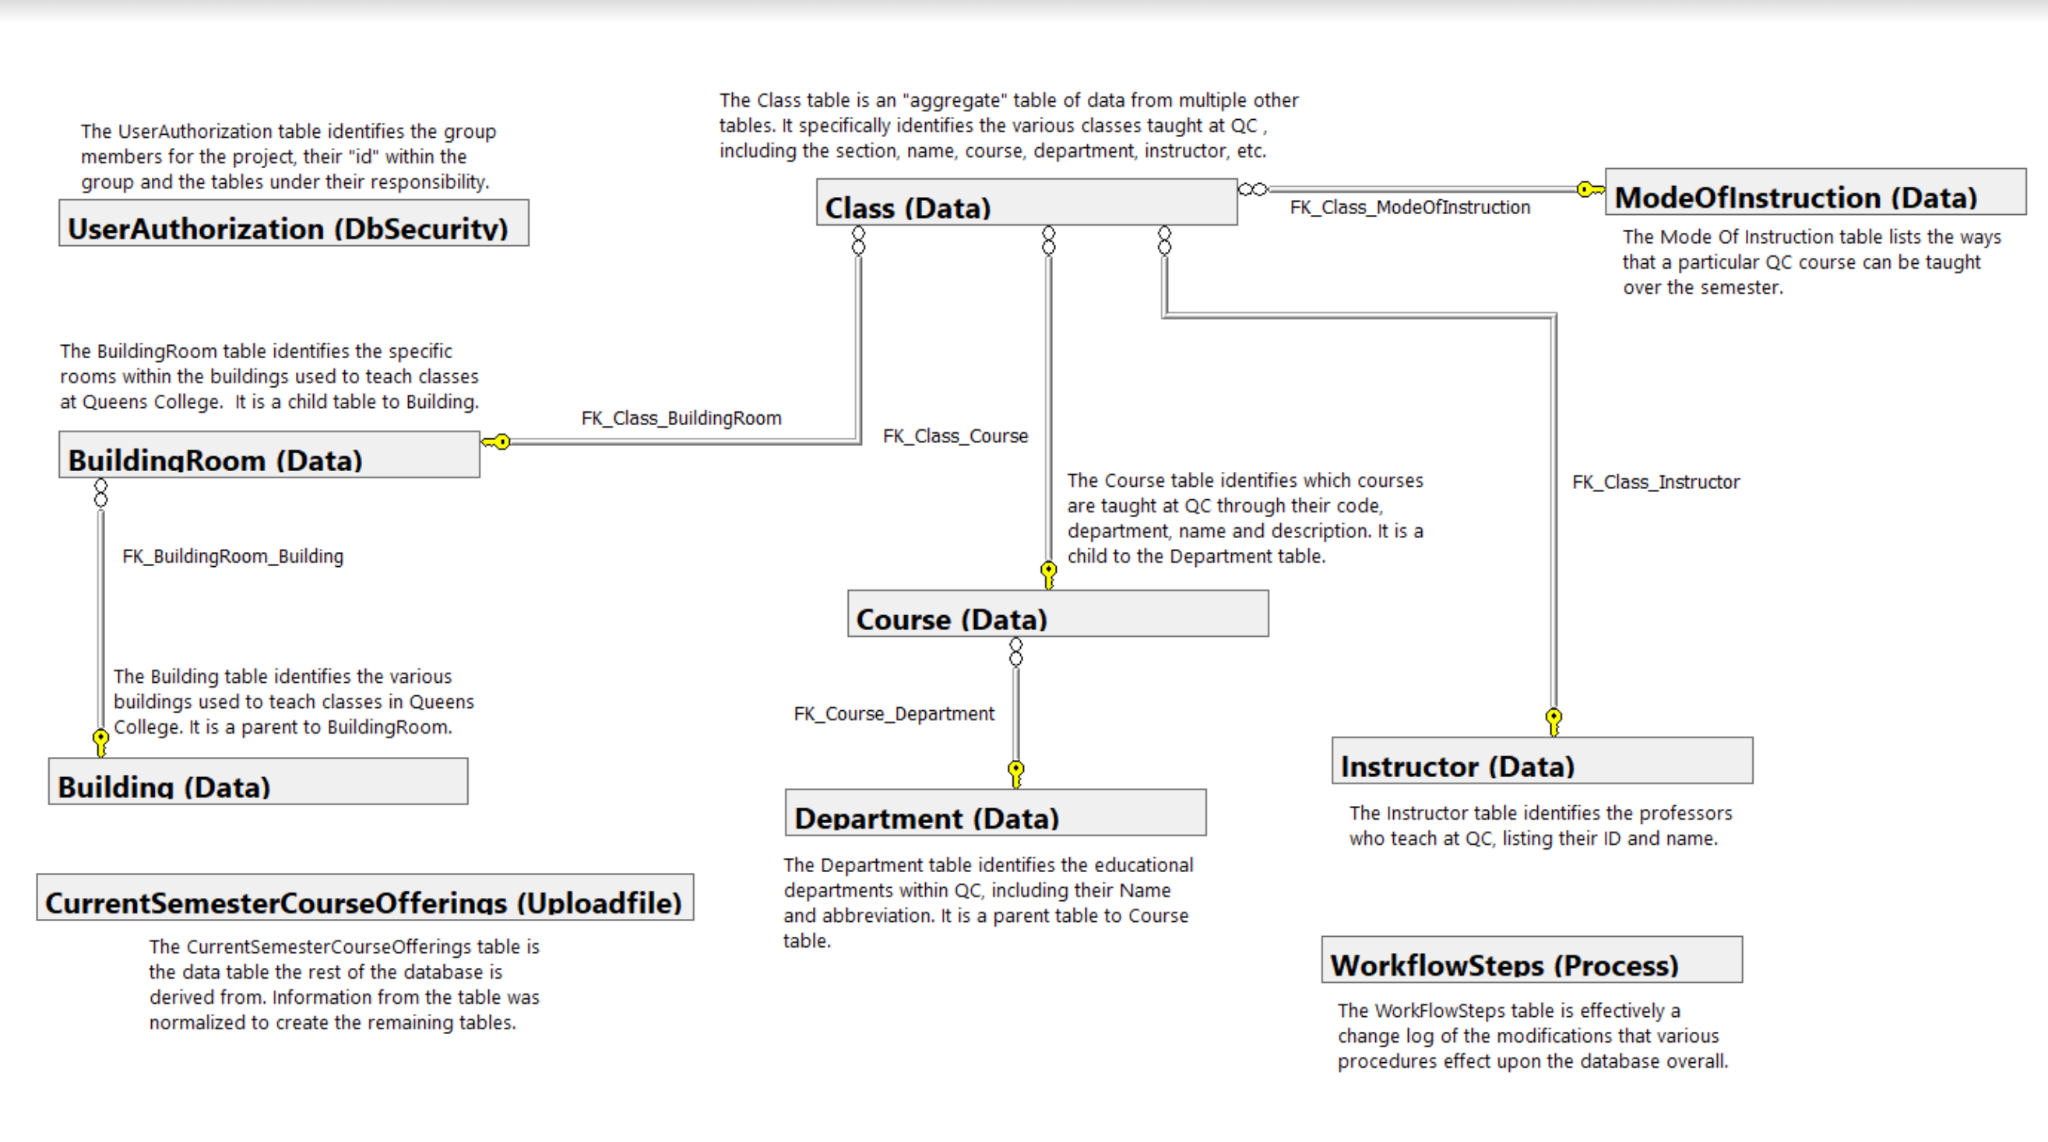 The UserAuthorization table identifies the group
members for the project, their "id" within the
group and the tables under their responsibility.
UserAuthorization (DbSecurity)
The Class table is an "aggregate" table of data from multiple other
tables. It specifically identifies the various classes taught at QC ,
including the section, name, course, department, instructor, etc.
Class (Data)
FK_Class_ModeOfInstruction
ModeOfInstruction (Data)
The Mode Of Instruction table lists the ways
that a particular QC course can be taught
over the semester.
The BuildingRoom table identifies the specific
rooms within the buildings used to teach classes
at Queens College.  It is a child table to Building.
BuildingRoom (Data)
FK_Class_BuildingRoom
FK_Class_Course
FK_Class_Instructor
The Course table identifies which courses
are taught at QC through their code,
department, name and description. It is a
child to the Department table.
FK_BuildingRoom_Building
Course (Data)
The Building table identifies the various
buildings used to teach classes in Queens
College. It is a parent to BuildingRoom.
Building (Data)
FK_Course_Department
Department (Data)
The Department table identifies the educational
departments within QC, including their Name
and abbreviation. It is a parent table to Course
table.
Instructor (Data)
The Instructor table identifies the professors
who teach at QC, listing their ID and name.
CurrentSemesterCourseOfferings (Uploadfile)
The CurrentSemesterCourseOfferings table is
the data table the rest of the database is
derived from. Information from the table was
normalized to create the remaining tables.
WorkflowSteps (Process)
The WorkFlowSteps table is effectively a
change log of the modifications that various
procedures effect upon the database overall.